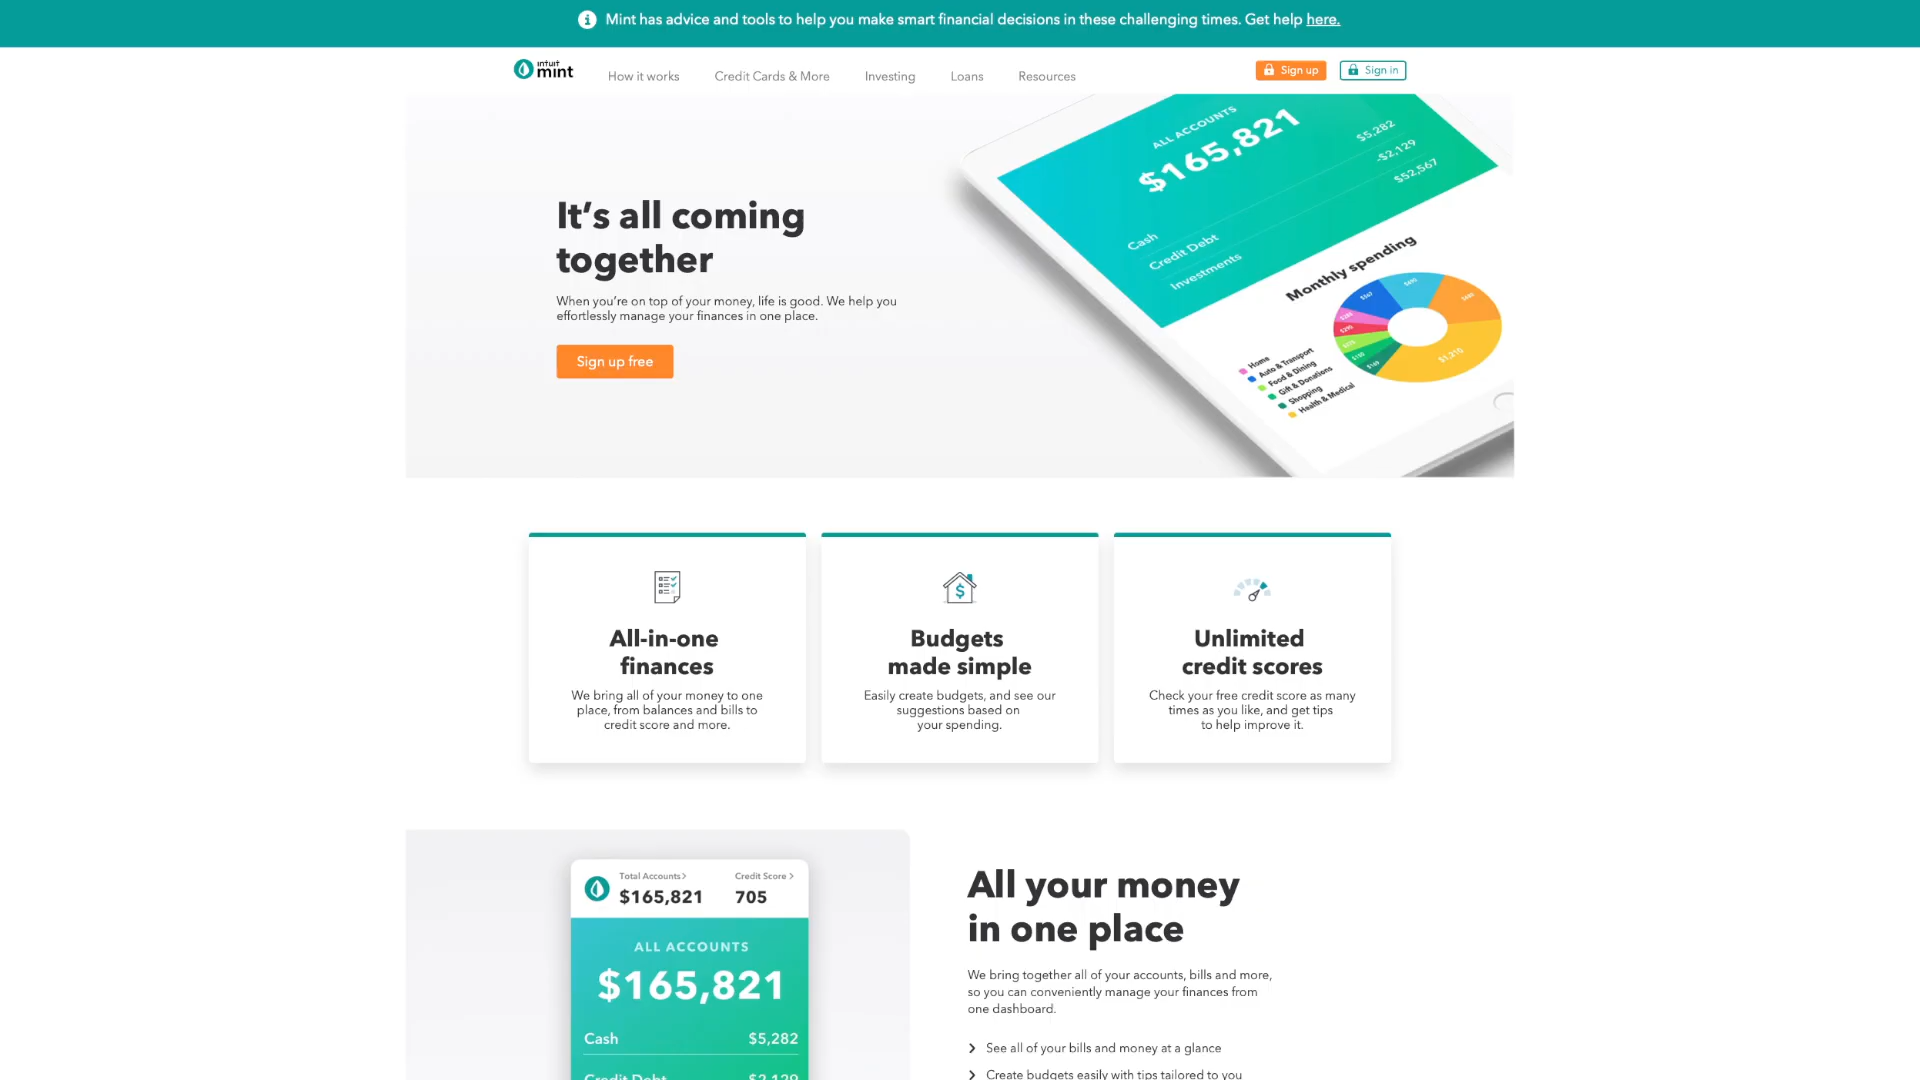 Mint has advice and tools to help you make smart financial decisions in these challenging times. Get help here.
intuit
mint
How it works
Credit Cards & More
Investing
Loans
Resources
Sign up
Sign in
It's all coming
together
When you're on top of your money, life is good. We help you
effortlessly manage your finances in one place.
Sign up free
ALL ACCOUNTS
$165,821
Cash
$5,282
Credit Debt
-$2,129
Investments
$52,567
Monthly spending
Home
Auto & Transport
Food & Dining
Gift & Donations
Shopping
Health & Medical
$1,210
All-in-one
finances
We bring all of your money to one
place, from balances and bills to
credit score and more.
Budgets
made simple
Easily create budgets, and see our
suggestions based on
your spending.
Unlimited
credit scores
Check your free credit score as many
times as you like, and get tips
to help improve it.
Total Accounts
$165,821
Credit Score
705
ALL ACCOUNTS
$165,821
Cash
$5,282
Credit Debt
$2,129
All your money
in one place
We bring together all of your accounts, bills and more,
so you can conveniently manage your finances from
one dashboard.
See all of your bills and money at a glance
Create budgets easily with tips tailored to you